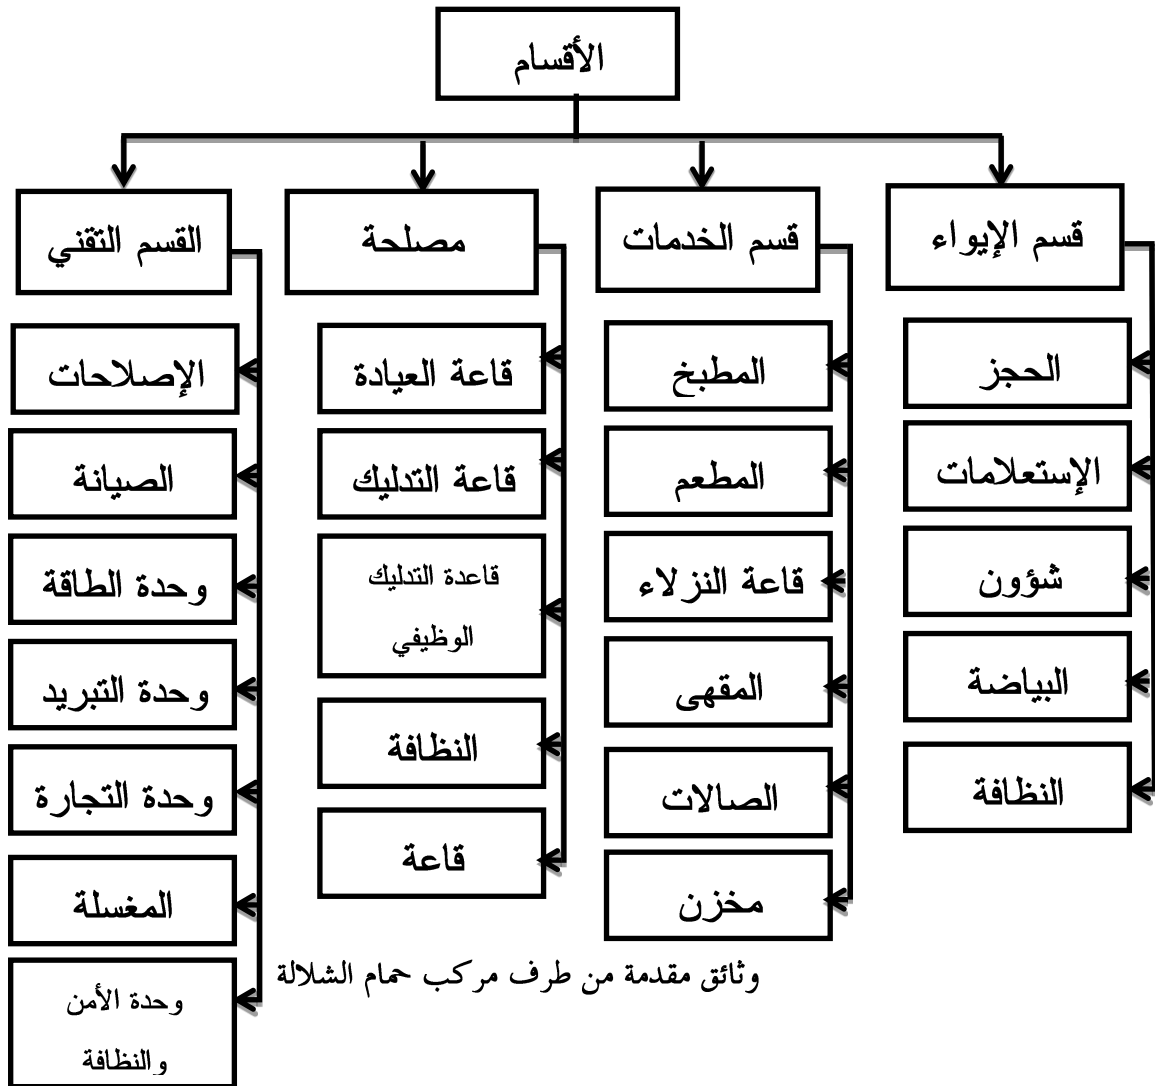 الأقسام
قسم الإيواء
الحجز
الإستعلامات
شؤون
البياضة
النظافة
قسم الخدمات
المطبخ
المطعم
قاعة النزلاء
المقهى
الصالات
مخزن
مصلحة
قاعة العيادة
قاعة التدليك
قاعدة التدليك
الوظيفي
النظافة
قاعة
القسم التقني
الإصلاحات
الصيانة
وحدة الطاقة
وحدة التبريد
وحدة التجارة
المغسلة
وحدة الأمن
والنظافة
وثائق مقدمة من طرف مركب حمام الشلالة